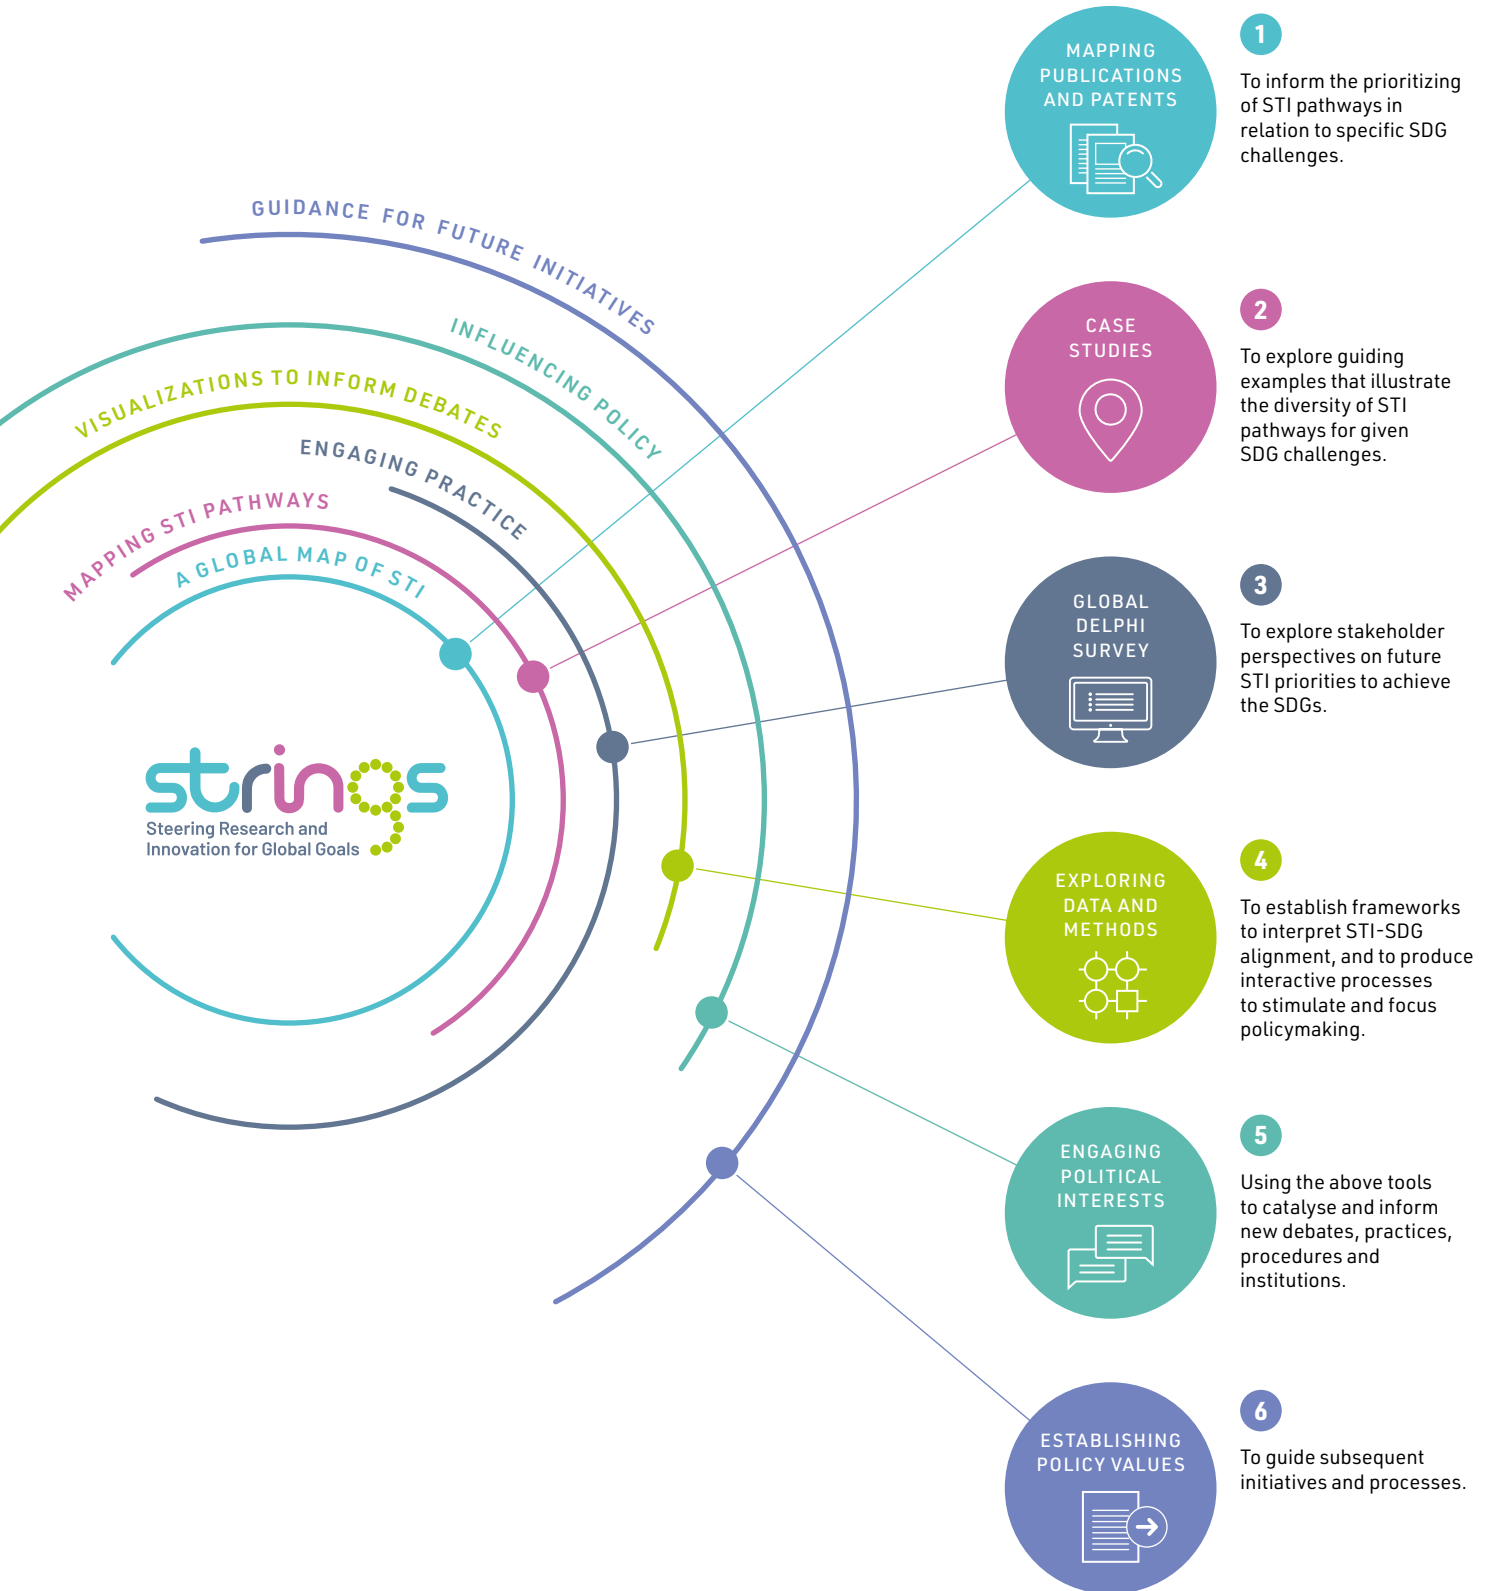 GUIDANCE FOR FUTURE INITIATIVES
INFLUENCING POLICY
VISUALIZATIONS TO INFORM DEBATES
ENGAGING PRACTICE
MAPPING STI PATHWAYS
A GLOBAL MAP OF STI
strings
Steering Research and
Innovation for Global Goals
MAPPING
PUBLICATIONS
AND PATENTS
1
To inform the prioritizing
of STI pathways in
relation to specific SDG
challenges.
CASE
STUDIES
2
To explore guiding
examples that illustrate
the diversity of STI
pathways for given
SDG challenges.
GLOBAL
DELPHI
SURVEY
3
To explore stakeholder
perspectives on future
STI priorities to achieve
the SDGs.
EXPLORING
DATA AND
METHODS
4
To establish frameworks
to interpret STI-SDG
alignment, and to produce
interactive processes
to stimulate and focus
policymaking.
ENGAGING
POLITICAL
INTERESTS
5
Using the above tools
to catalyse and inform
new debates, practices,
procedures and
institutions.
ESTABLISHING
POLICY VALUES
6
To guide subsequent
initiatives and processes.